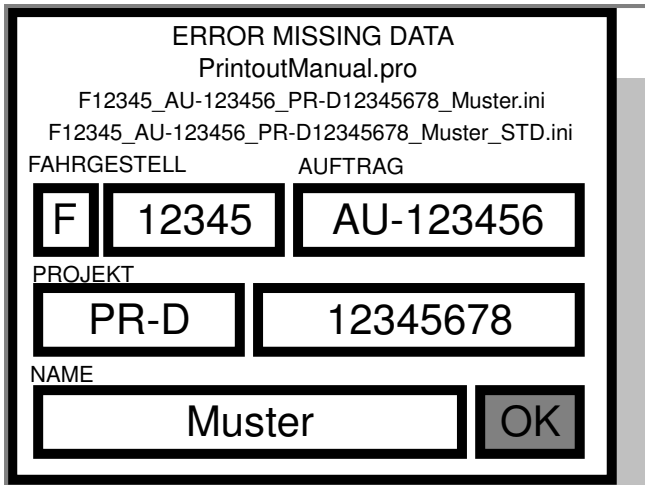 ERROR MISSING DATA
PrintoutManual.pro
F12345_AU-123456_PR-D12345678_Muster.ini
F12345_AU-123456_PR-D12345678_Muster_STD.ini
FAHRGESTELL AUFTRAG
F 12345 AU-123456
PROJEKT
PR-D 12345678
NAME
Muster OK